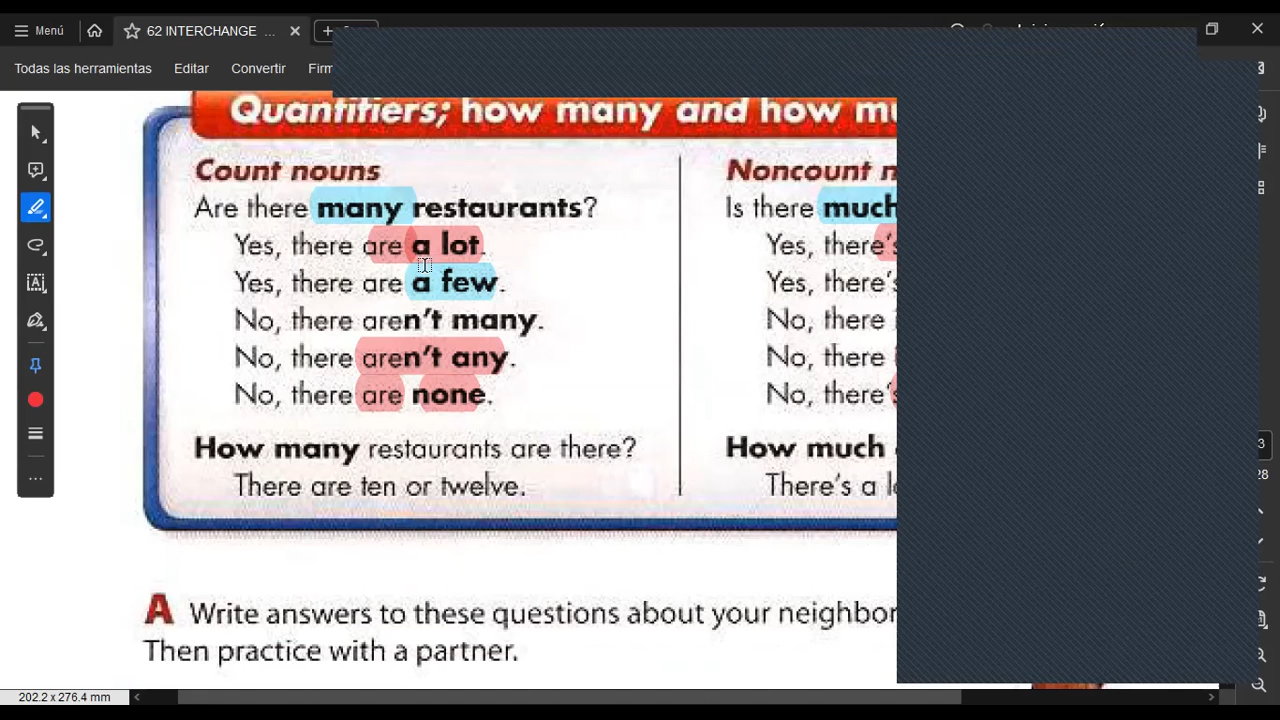 Menú
62 INTERCHANGE ...
Todas las herramientas
Editar
Convertir
Firm
Quantifiers; how many and how mu
Count nouns
Are there many restaurants?
Yes, there are a lot.
Yes, there are a few.
No, there aren't many.
No, there aren't any.
No, there are none.
How many restaurants are there?
There are ten or twelve.
Noncount n
Is there much
Yes, there's
Yes, there's
No, there
No, there
No, there's
How much
There's a l
A Write answers to these questions about your neighbor
Then practice with a partner.
3
28
202.2 x 276.4 mm